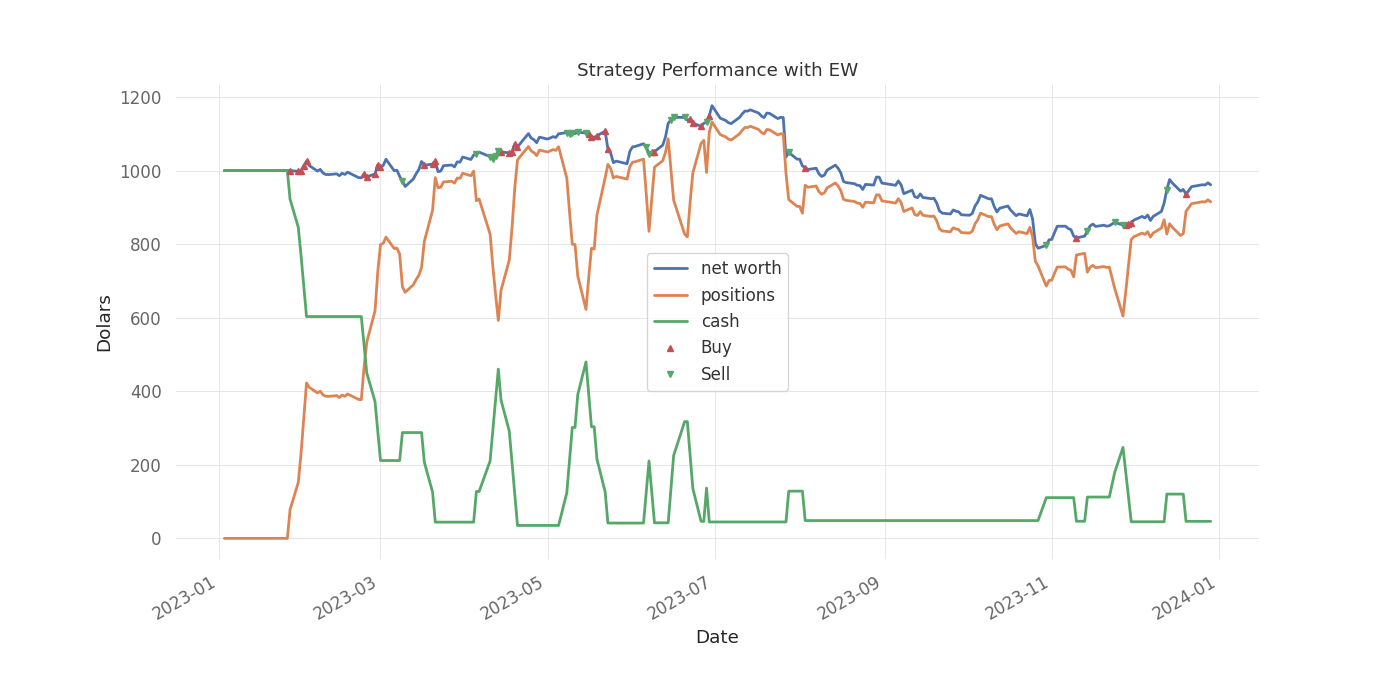 Strategy Performance with EW
1200
1000
800
600
400
200
0
Dolars
net worth
positions
cash
Buy
Sell
2023-01
2023-03
2023-05
2023-07
2023-09
2023-11
2024-01
Date